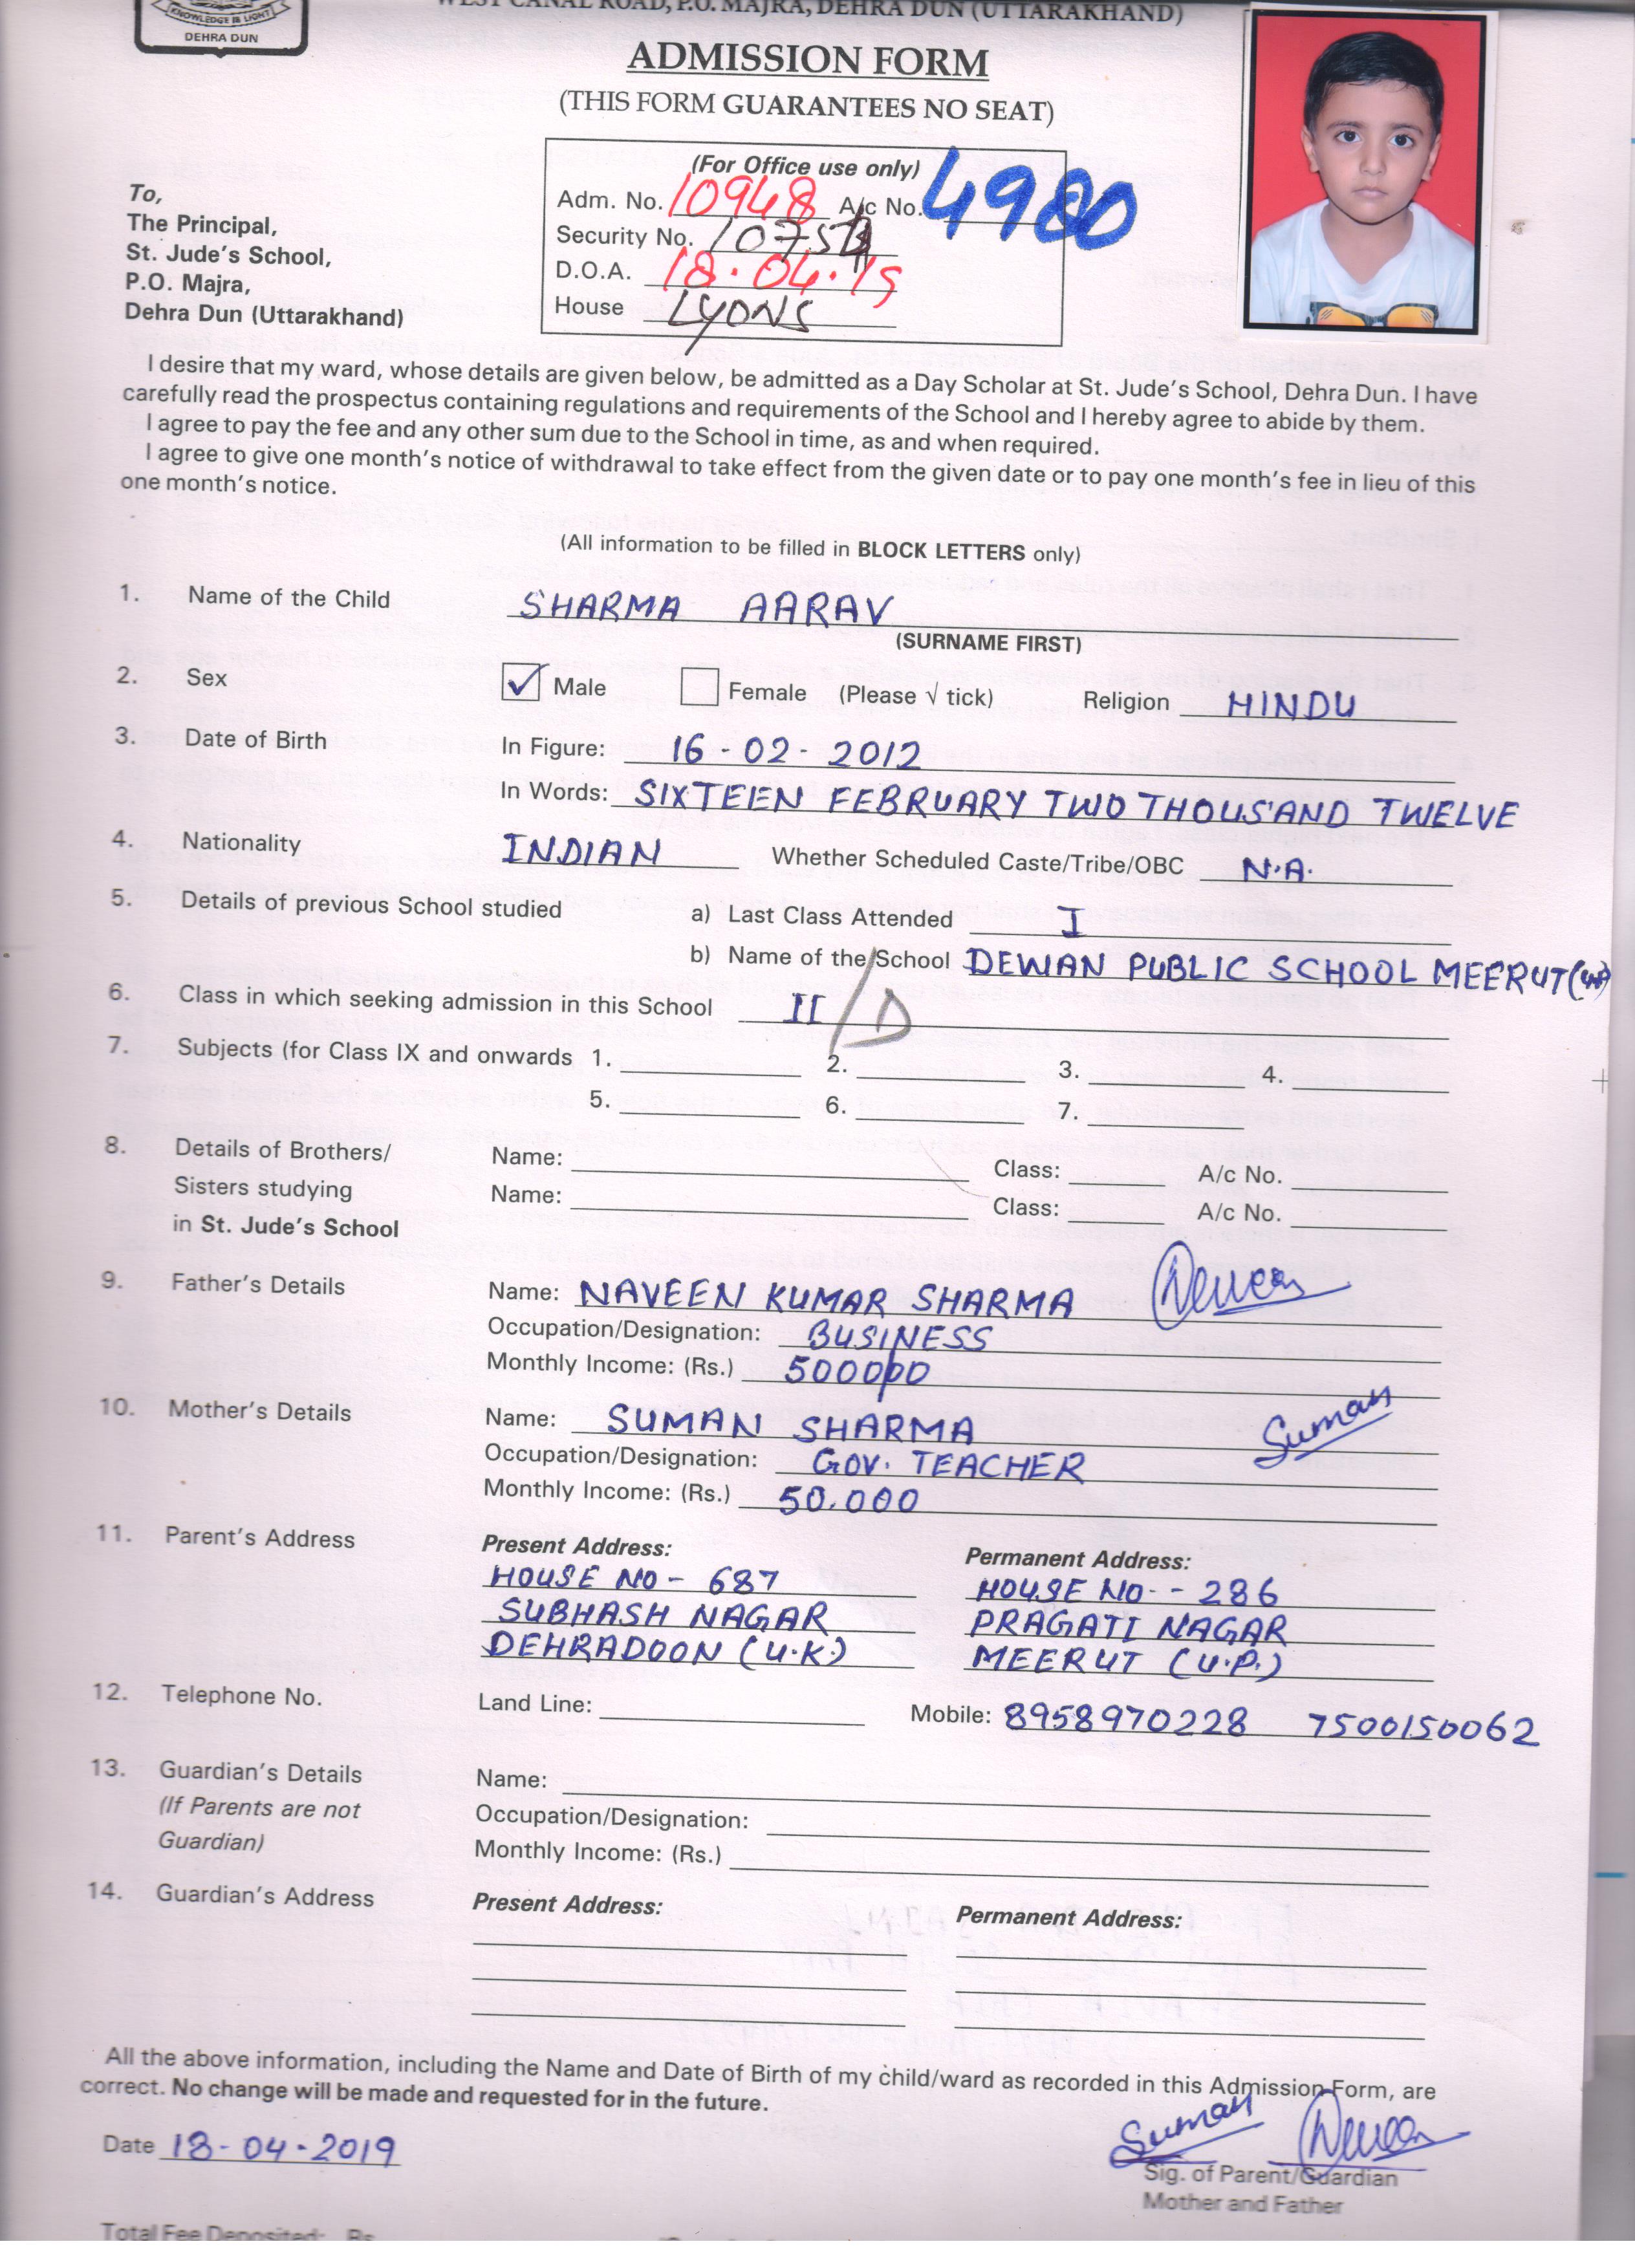 KNOWLEDGE IS LIGHT
DEHRA DUN
WEST CANAL ROAD, P.O. MAJRA, DEHRA DUN (UTTARAKHAND)
ADMISSION FORM
(THIS FORM GUARANTEES NO SEAT)
(For Office use only)
Adm. No. 10948 A/c No. 4980
Security No.
D.O.A. 18.04.19
House LYONS
To,
The Principal,
St. Jude's School,
P.O. Majra,
Dehra Dun (Uttarakhand)
I desire that my ward, whose details are given below, be admitted as a Day Scholar at St. Jude's School, Dehra Dun. I have
carefully read the prospectus containing regulations and requirements of the School and I hereby agree to abide by them.
I agree to pay the fee and any other sum due to the School in time, as and when required.
I agree to give one month's notice of withdrawal to take effect from the given date or to pay one month's fee in lieu of this
one month's notice.
(All information to be filled in BLOCK LETTERS only)
1. Name of the Child SHARMA AARAV
(SURNAME FIRST)
2. Sex ✓ Male Female (Please √ tick) Religion HINDU
3. Date of Birth In Figure: 16-02-2012
In Words: SIXTEEN FEBRUARY TWO THOUSAND TWELVE
4. Nationality INDIAN Whether Scheduled Caste/Tribe/OBC N.A.
5. Details of previous School studied a) Last Class Attended I
b) Name of the School DEWAN PUBLIC SCHOOL MEERUT
6. Class in which seeking admission in this School II/D
7. Subjects (for Class IX and onwards 1. 2. 3. 4.
5. 6. 7.
8. Details of Brothers/ Name: Class: A/c No.
Sisters studying Name: Class: A/c No.
in St. Jude's School
9. Father's Details Name: NAVEEN KUMAR SHARMA
Occupation/Designation: BUSINESS
Monthly Income: (Rs.)
10. Mother's Details Name: SUMAN SHARMA Suman
Occupation/Designation: GOV. TEACHER
Monthly Income: (Rs.) 50.000
11. Parent's Address Present Address: Permanent Address:
HOUSE NO - 687 HOUSE NO- - 286
SUBHASH NAGAR PRAGATI NAGAR
DEHRADOON (U.K.) MEERUT (U.P.)
12. Telephone No. Land Line: Mobile: 8958970228 7500150062
13. Guardian's Details Name:
(If Parents are not Occupation/Designation:
Guardian) Monthly Income: (Rs.)
14. Guardian's Address Present Address: Permanent Address:
All the above information, including the Name and Date of Birth of my child/ward as recorded in this Admission Form, are
correct. No change will be made and requested for in the future.
Date 18-04-2019 Suman
Sig. of Parent/Guardian
Mother and Father
Total Fee Deposited: Rs